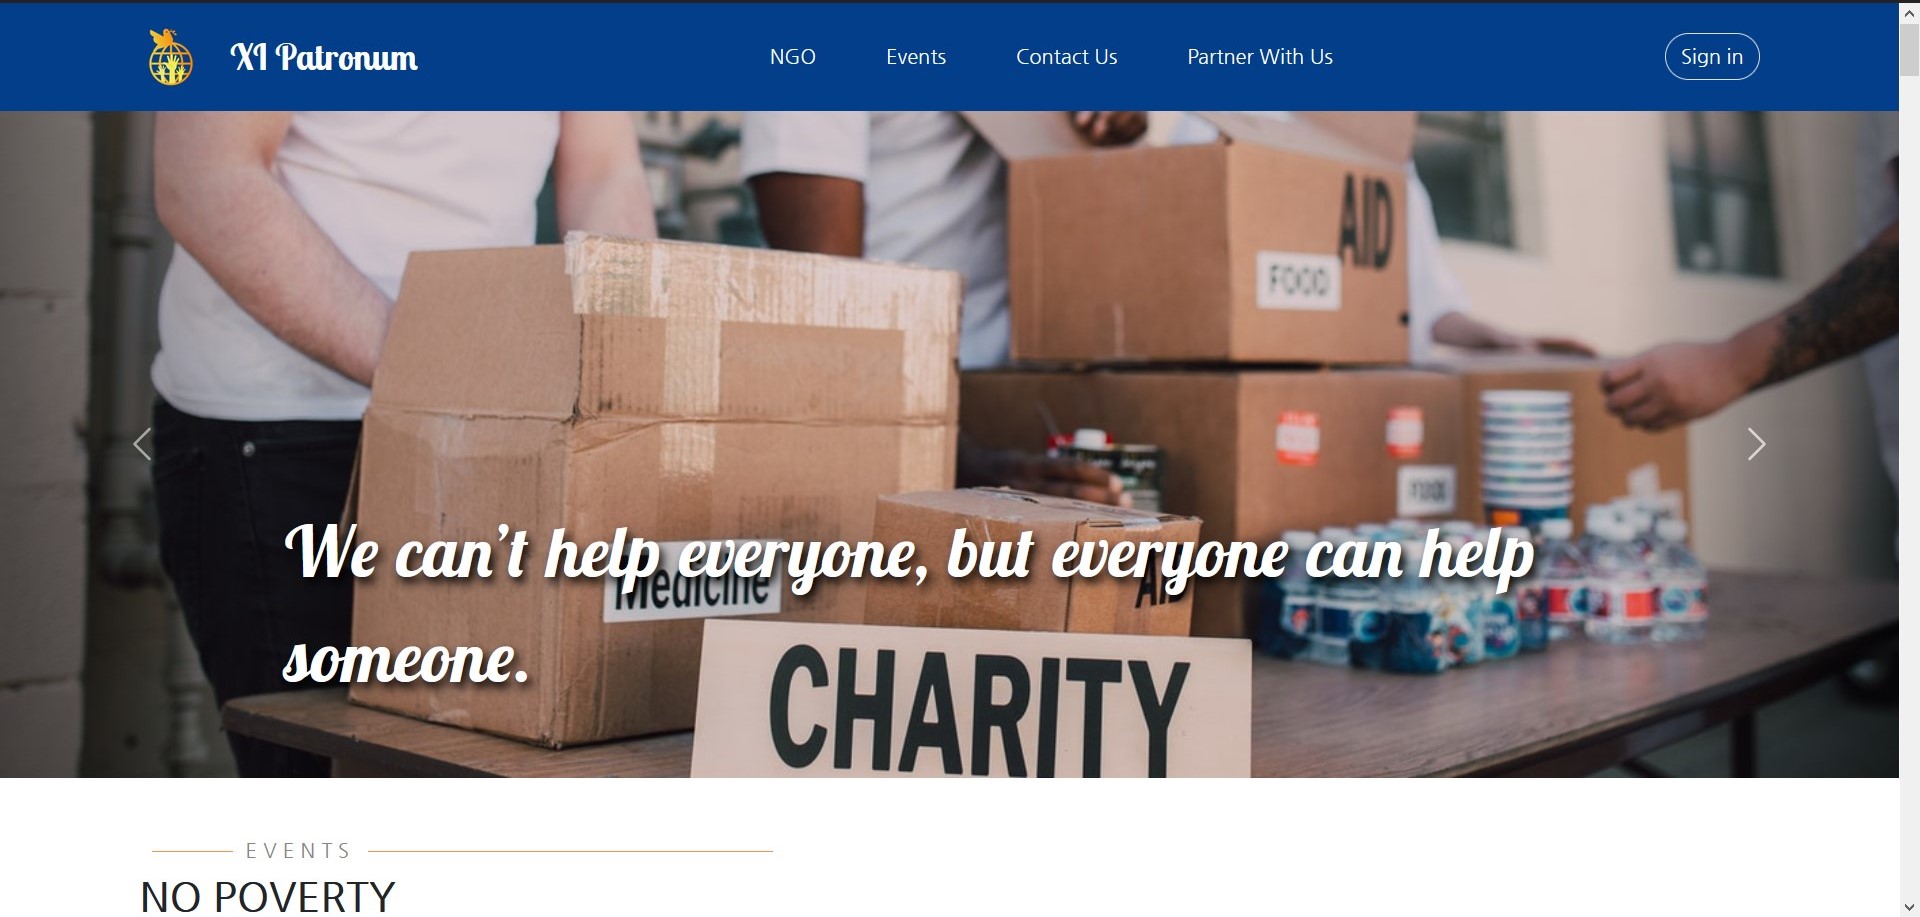 XI Patronum
NGO
Events
Contact Us
Partner With Us
Sign in
AID
FOOD
FOOD
We can't help everyone, but everyone can help
Medicine
AID
someone.
CHARITY
EVENTS
NO POVERTY